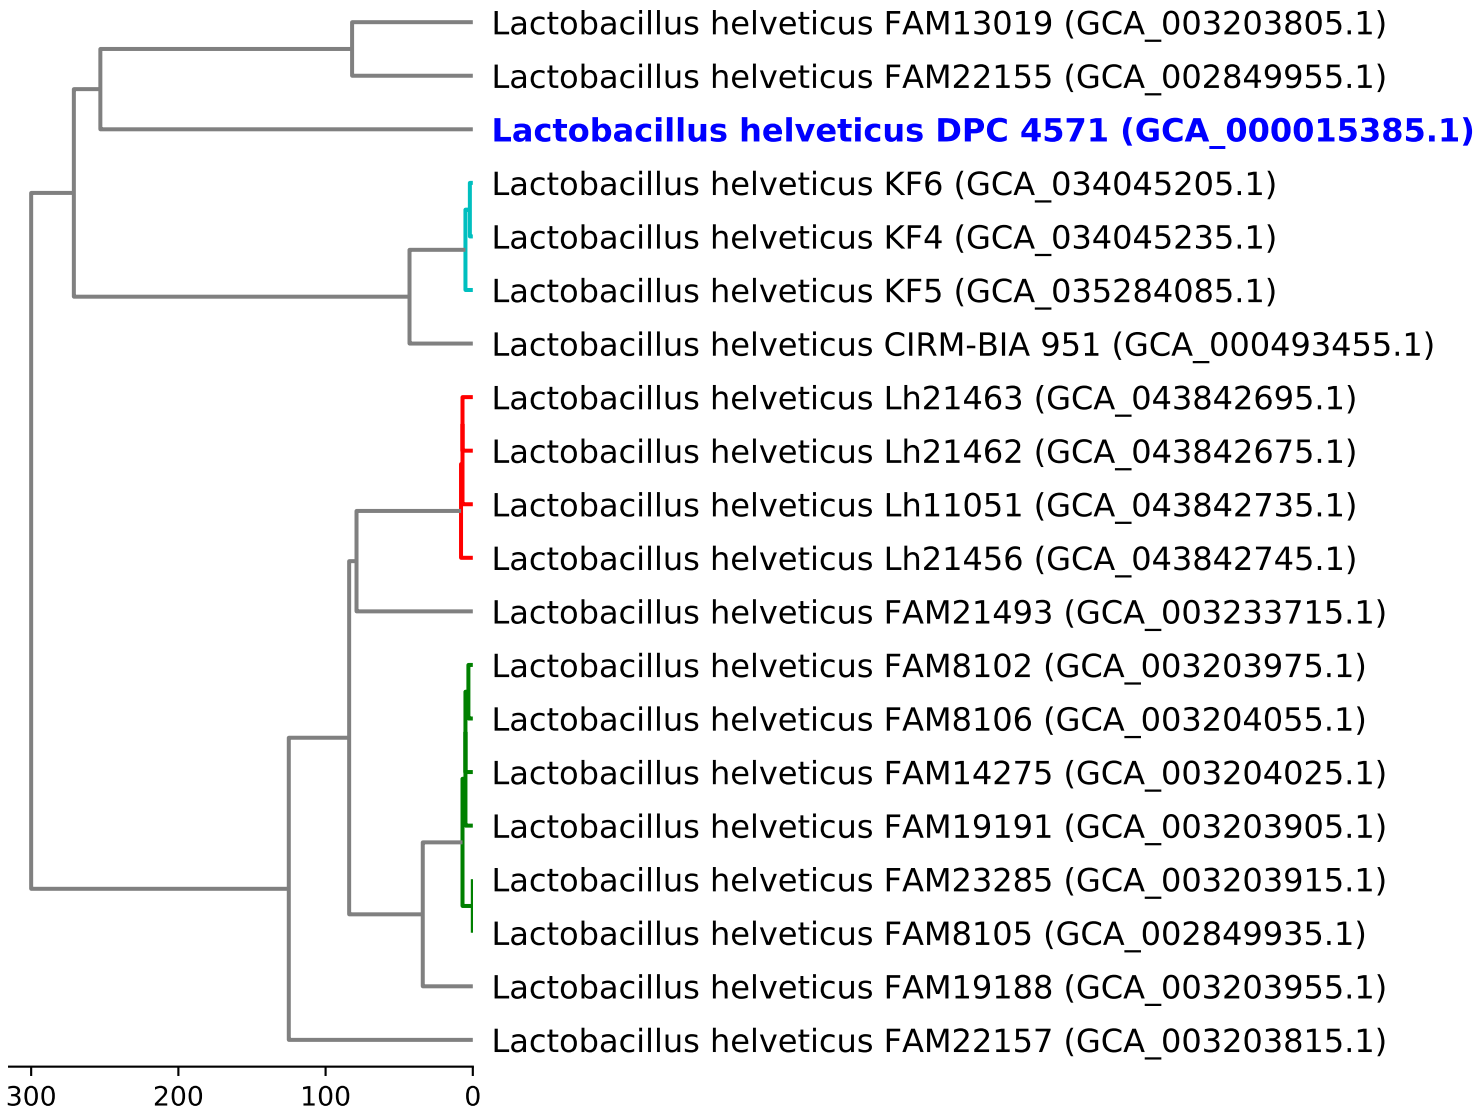 Lactobacillus helveticus FAM13019 (GCA_003203805.1)
Lactobacillus helveticus FAM22155 (GCA_002849955.1)
Lactobacillus helveticus DPC 4571 (GCA_000015385.1)
Lactobacillus helveticus KF6 (GCA_034045205.1)
Lactobacillus helveticus KF4 (GCA_034045235.1)
Lactobacillus helveticus KF5 (GCA_035284085.1)
Lactobacillus helveticus CIRM-BIA 951 (GCA_000493455.1)
Lactobacillus helveticus Lh21463 (GCA_043842695.1)
Lactobacillus helveticus Lh21462 (GCA_043842675.1)
Lactobacillus helveticus Lh11051 (GCA_043842735.1)
Lactobacillus helveticus Lh21456 (GCA_043842745.1)
Lactobacillus helveticus FAM21493 (GCA_003233715.1)
Lactobacillus helveticus FAM8102 (GCA_003203975.1)
Lactobacillus helveticus FAM8106 (GCA_003204055.1)
Lactobacillus helveticus FAM14275 (GCA_003204025.1)
Lactobacillus helveticus FAM19191 (GCA_003203905.1)
Lactobacillus helveticus FAM23285 (GCA_003203915.1)
Lactobacillus helveticus FAM8105 (GCA_002849935.1)
Lactobacillus helveticus FAM19188 (GCA_003203955.1)
Lactobacillus helveticus FAM22157 (GCA_003203815.1)
300 200 100 0